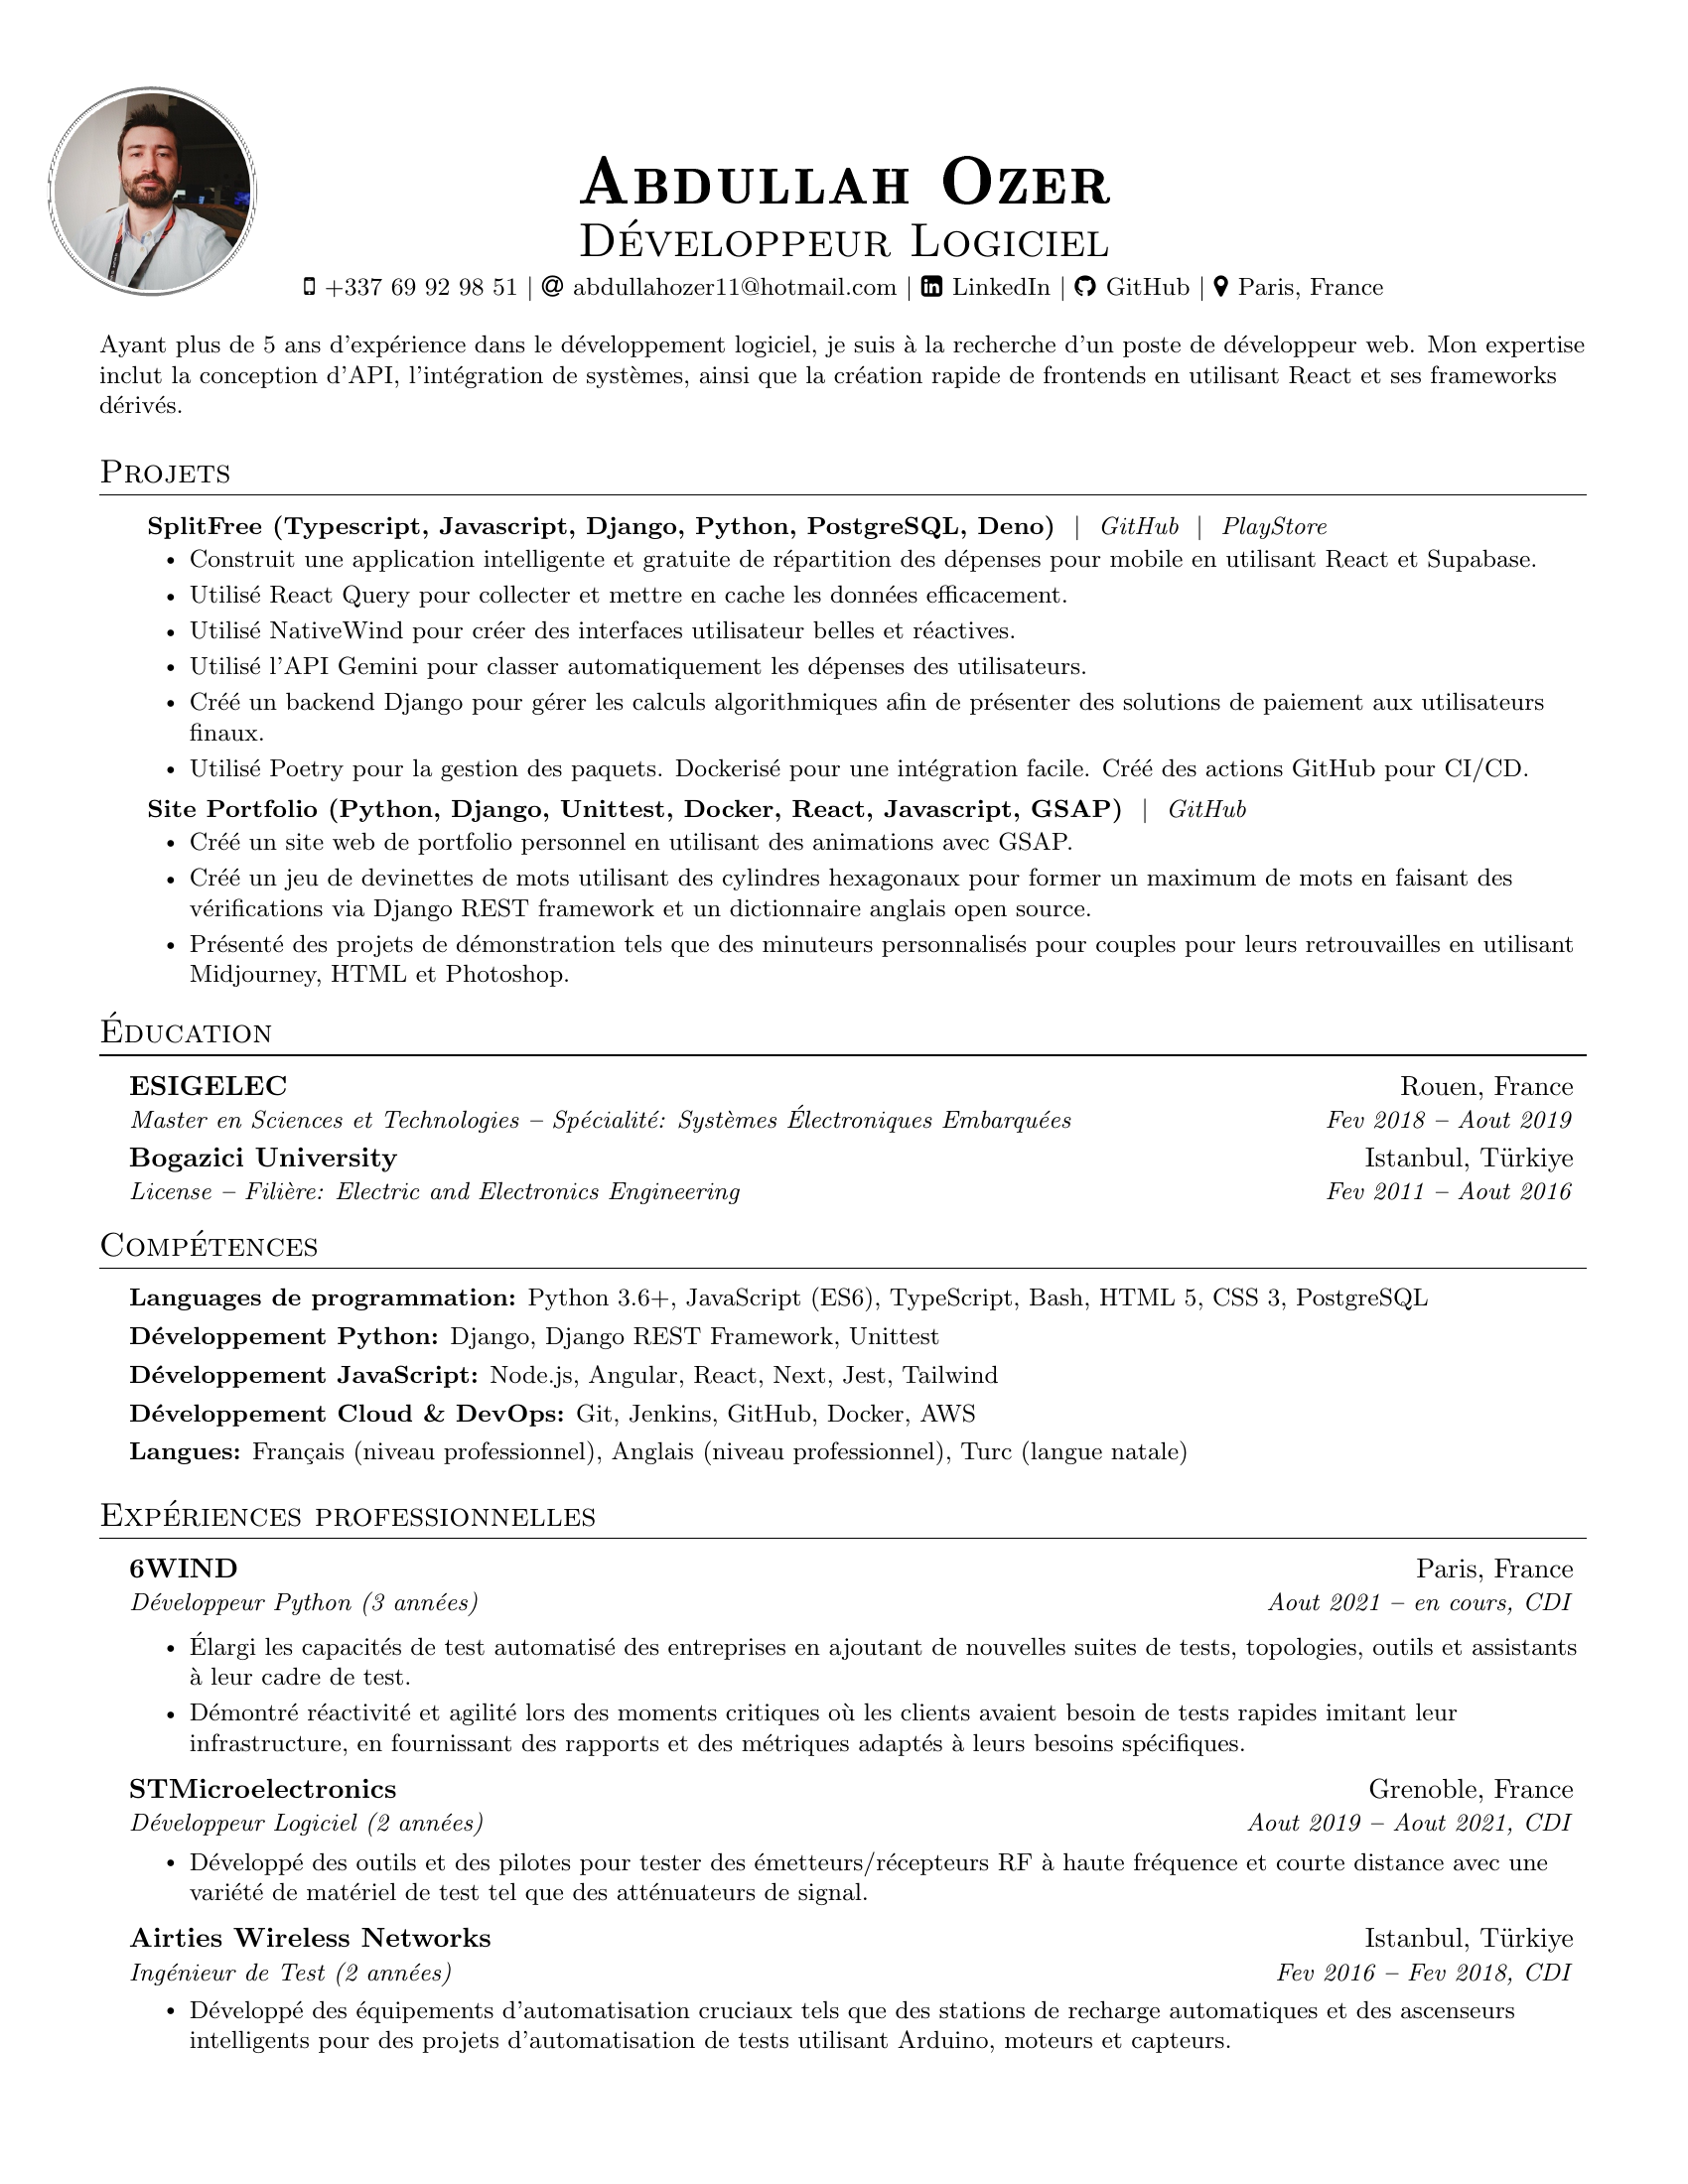 Abdullah Ozer
Développeur Logiciel
+337 69 92 98 51 | abdullahozer11@hotmail.com | LinkedIn | GitHub | Paris, France
Ayant plus de 5 ans d'expérience dans le développement logiciel, je suis à la recherche d'un poste de développeur web. Mon expertise
inclut la conception d'API, l'intégration de systèmes, ainsi que la création rapide de frontends en utilisant React et ses frameworks
dérivés.
Projets
SplitFree (Typescript, Javascript, Django, Python, PostgreSQL, Deno) | GitHub | PlayStore
• Construit une application intelligente et gratuite de répartition des dépenses pour mobile en utilisant React et Supabase.
• Utilisé React Query pour collecter et mettre en cache les données efficacement.
• Utilisé NativeWind pour créer des interfaces utilisateur belles et réactives.
• Utilisé l'API Gemini pour classer automatiquement les dépenses des utilisateurs.
• Créé un backend Django pour gérer les calculs algorithmiques afin de présenter des solutions de paiement aux utilisateurs
finaux.
• Utilisé Poetry pour la gestion des paquets. Dockerisé pour une intégration facile. Créé des actions GitHub pour CI/CD.
Site Portfolio (Python, Django, Unittest, Docker, React, Javascript, GSAP) | GitHub
• Créé un site web de portfolio personnel en utilisant des animations avec GSAP.
• Créé un jeu de devinettes de mots utilisant des cylindres hexagonaux pour former un maximum de mots en faisant des
vérifications via Django REST framework et un dictionnaire anglais open source.
• Présenté des projets de démonstration tels que des minuteurs personnalisés pour couples pour leurs retrouvailles en utilisant
Midjourney, HTML et Photoshop.
Éducation
ESIGELEC Rouen, France
Master en Sciences et Technologies – Spécialité: Systèmes Électroniques Embarquées Fev 2018 – Aout 2019
Bogazici University Istanbul, Türkiye
License – Filière: Electric and Electronics Engineering Fev 2011 – Aout 2016
Compétences
Languages de programmation: Python 3.6+, JavaScript (ES6), TypeScript, Bash, HTML 5, CSS 3, PostgreSQL
Développement Python: Django, Django REST Framework, Unittest
Développement JavaScript: Node.js, Angular, React, Next, Jest, Tailwind
Développement Cloud & DevOps: Git, Jenkins, GitHub, Docker, AWS
Langues: Français (niveau professionnel), Anglais (niveau professionnel), Turc (langue natale)
Expériences professionnelles
6WIND Paris, France
Développeur Python (3 années) Aout 2021 – en cours, CDI
• Élargi les capacités de test automatisé des entreprises en ajoutant de nouvelles suites de tests, topologies, outils et assistants
à leur cadre de test.
• Démontré réactivité et agilité lors des moments critiques où les clients avaient besoin de tests rapides imitant leur
infrastructure, en fournissant des rapports et des métriques adaptés à leurs besoins spécifiques.
STMicroelectronics Grenoble, France
Développeur Logiciel (2 années) Aout 2019 – Aout 2021, CDI
• Développé des outils et des pilotes pour tester des émetteurs/récepteurs RF à haute fréquence et courte distance avec une
variété de matériel de test tel que des atténuateurs de signal.
Airties Wireless Networks Istanbul, Türkiye
Ingénieur de Test (2 années) Fev 2016 – Fev 2018, CDI
• Développé des équipements d'automatisation cruciaux tels que des stations de recharge automatiques et des ascenseurs
intelligents pour des projets d'automatisation de tests utilisant Arduino, moteurs et capteurs.